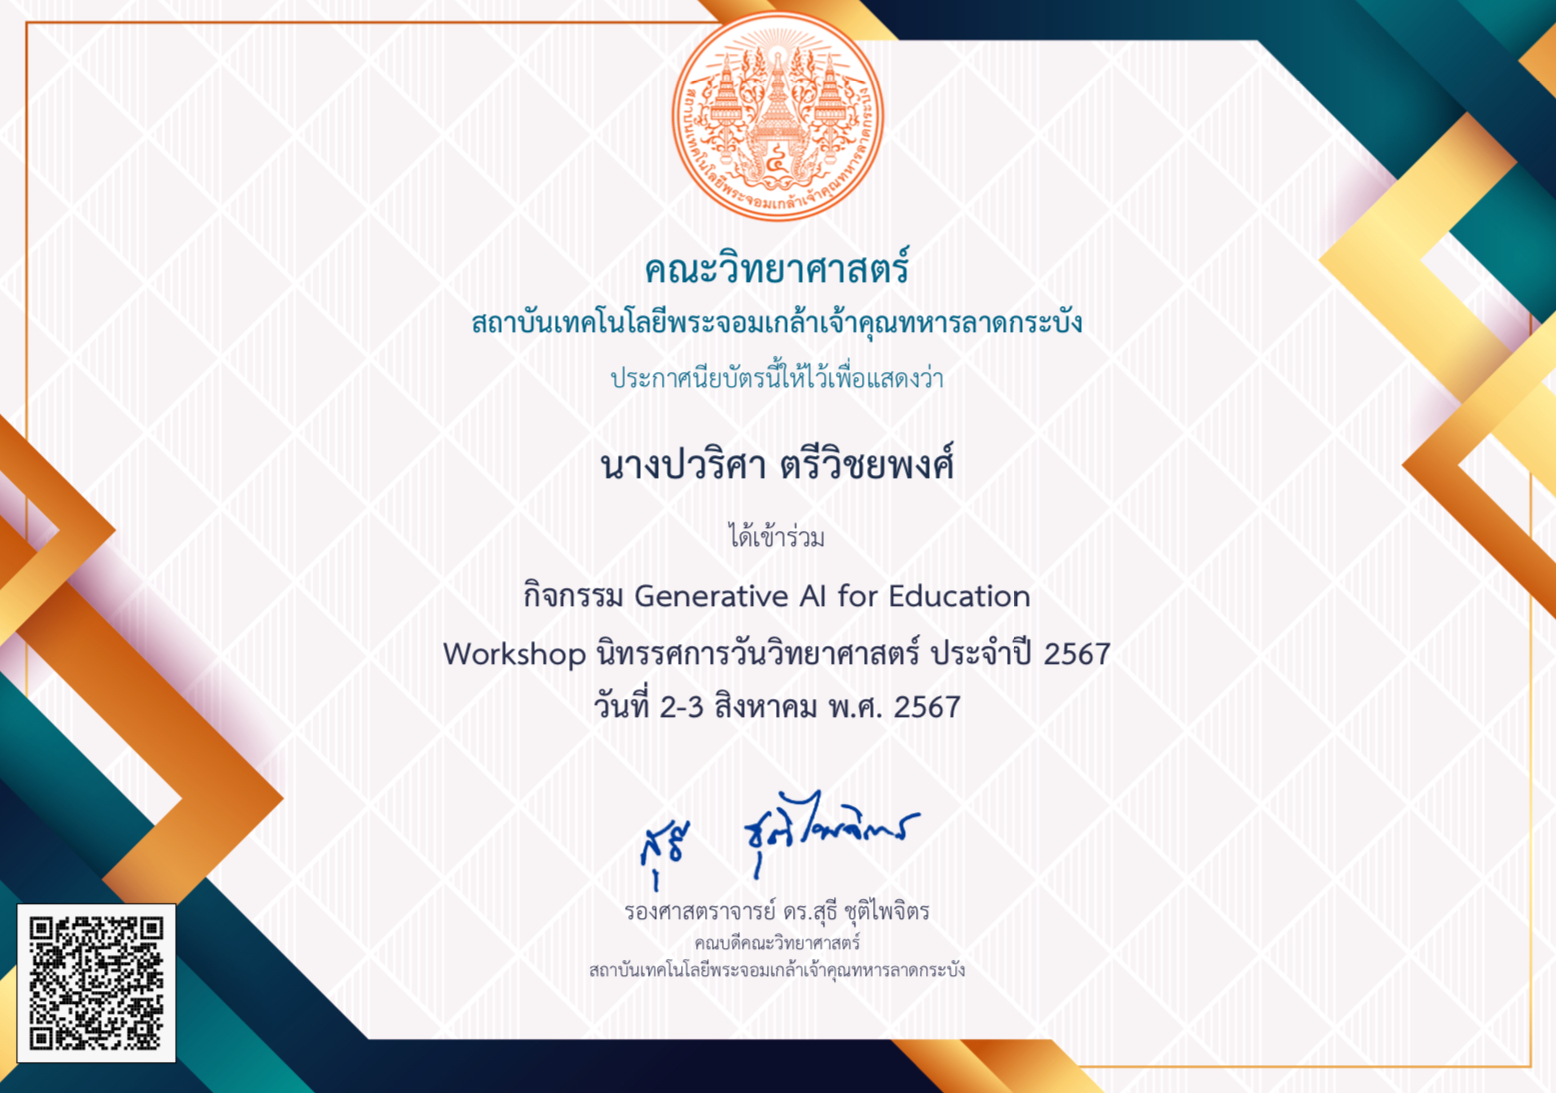 สถาบันเทคโนโลยีพระจอมเกล้าเจ้าคุณทหารลาดกระบัง
คณะวิทยาศาสตร์
สถาบันเทคโนโลยีพระจอมเกล้าเจ้าคุณทหารลาดกระบัง
ประกาศนียบัตรนี้ให้ไว้เพื่อแสดงว่า
นางปวริศา ตรีวิชยพงศ์
ได้เข้าร่วม
กิจกรรม Generative AI for Education
Workshop นิทรรศการวันวิทยาศาสตร์ ประจำปี 2567
วันที่ 2-3 สิงหาคม พ.ศ. 2567
สุธี ชุติไพจิตร
รองศาสตราจารย์ ดร.สุธี ชุติไพจิตร
คณบดีคณะวิทยาศาสตร์
สถาบันเทคโนโลยีพระจอมเกล้าเจ้าคุณทหารลาดกระบัง